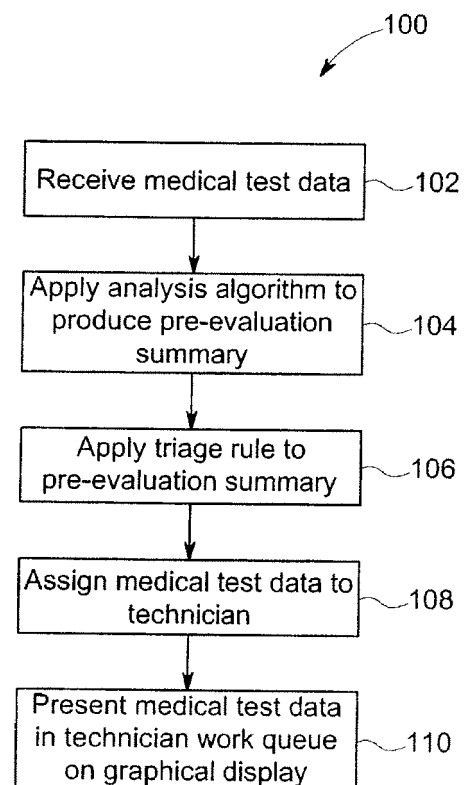 100
Receive medical test data
102
Apply analysis algorithm to
produce pre-evaluation
summary
104
Apply triage rule to
pre-evaluation summary
106
Assign medical test data to
technician
108
Present medical test data
in technician work queue
on graphical display
110